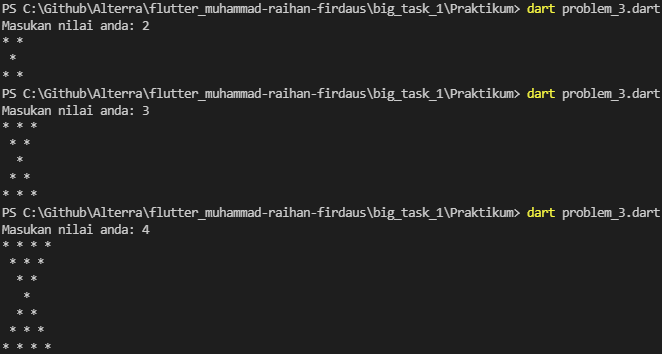 PS C:\Github\Alterra\flutter_muhammad-raihan-firdaus\big_task_1\Praktikum> dart problem_3.dart
Masukan nilai anda: 2
* *
 *
* *
PS C:\Github\Alterra\flutter_muhammad-raihan-firdaus\big_task_1\Praktikum> dart problem_3.dart
Masukan nilai anda: 3
* * *
 * *
  *
 * *
* * *
PS C:\Github\Alterra\flutter_muhammad-raihan-firdaus\big_task_1\Praktikum> dart problem_3.dart
Masukan nilai anda: 4
* * * *
 * * *
  * *
   *
  * *
 * * *
* * * *